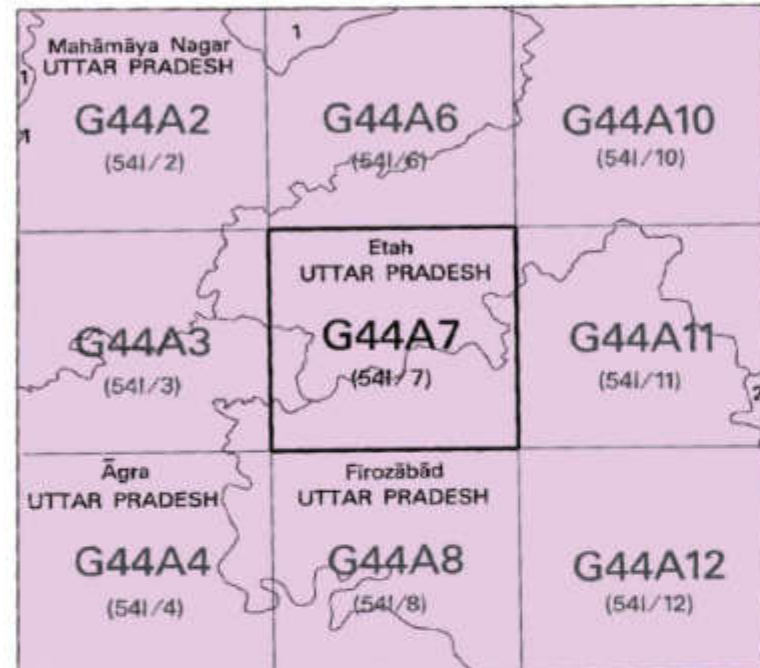 Mahāmāya Nagar
UTTAR PRADESH
1
1
1
G44A2
(54I/2)
G44A6
(54I/6)
G44A10
(54I/10)
Etah
UTTAR PRADESH
G44A3
(54I/3)
G44A7
(54I/7)
G44A11
(54I/11)
2
Āgra
UTTAR PRADESH
Firozābād
UTTAR PRADESH
G44A4
(54I/4)
G44A8
(54I/8)
G44A12
(54I/12)